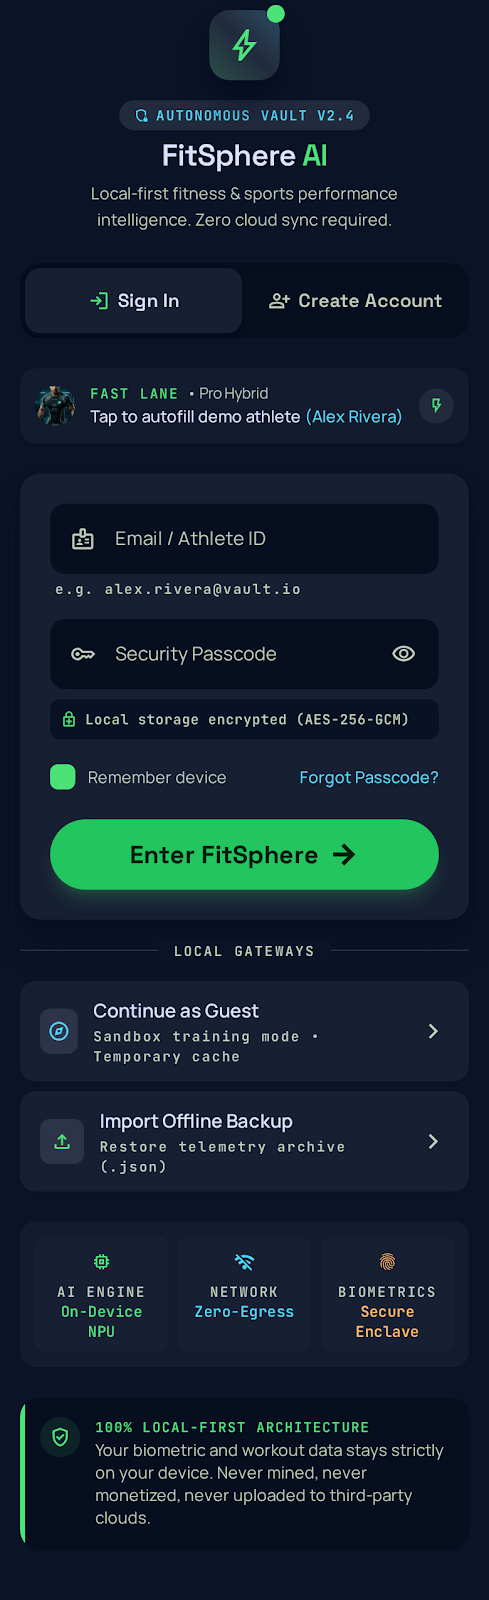 AUTONOMOUS VAULT V2.4
FitSphere AI
Local-first fitness & sports performance
intelligence. Zero cloud sync required.
Sign In
Create Account
FAST LANE • Pro Hybrid
Tap to autofill demo athlete (Alex Rivera)
Email / Athlete ID
e.g. alex.rivera@vault.io
Security Passcode
Local storage encrypted (AES-256-GCM)
Remember device
Forgot Passcode?
Enter FitSphere →
LOCAL GATEWAYS
Continue as Guest
Sandbox training mode •
Temporary cache
Import Offline Backup
Restore telemetry archive
(.json)
AI ENGINE
On-Device
NPU
NETWORK
Zero-Egress
BIOMETRICS
Secure
Enclave
100% LOCAL-FIRST ARCHITECTURE
Your biometric and workout data stays strictly
on your device. Never mined, never
monetized, never uploaded to third-party
clouds.